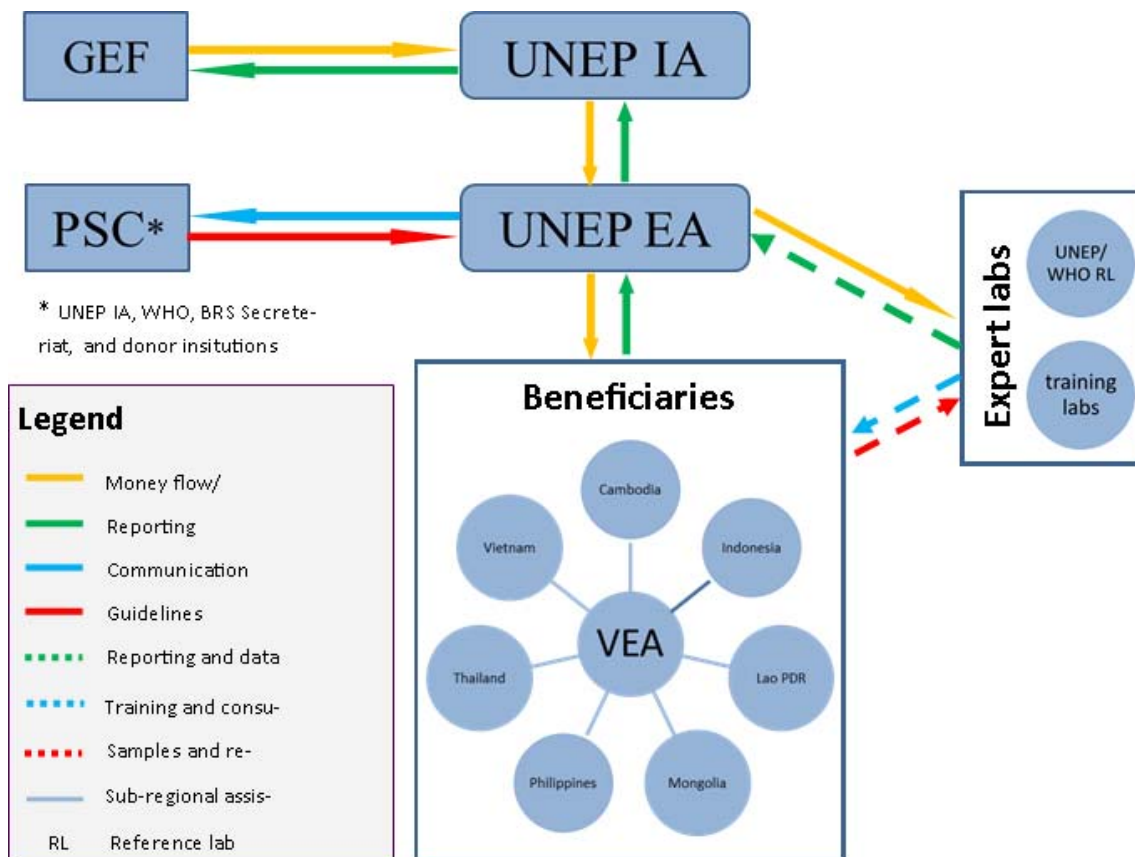 GEF
UNEP IA
PSC*
UNEP EA
* UNEP IA, WHO, BRS Secrete-
riat, and donor insitutions
Expert labs
UNEP/
WHO RL
training
labs
Beneficiaries
Cambodia
Vietnam
Indonesia
VEA
Thailand
Lao PDR
Philippines
Mongolia
Legend
Money flow/
Reporting
Communication
Guidelines
Reporting and data
Training and consu-
Samples and re-
Sub-regional assis-
RL Reference lab